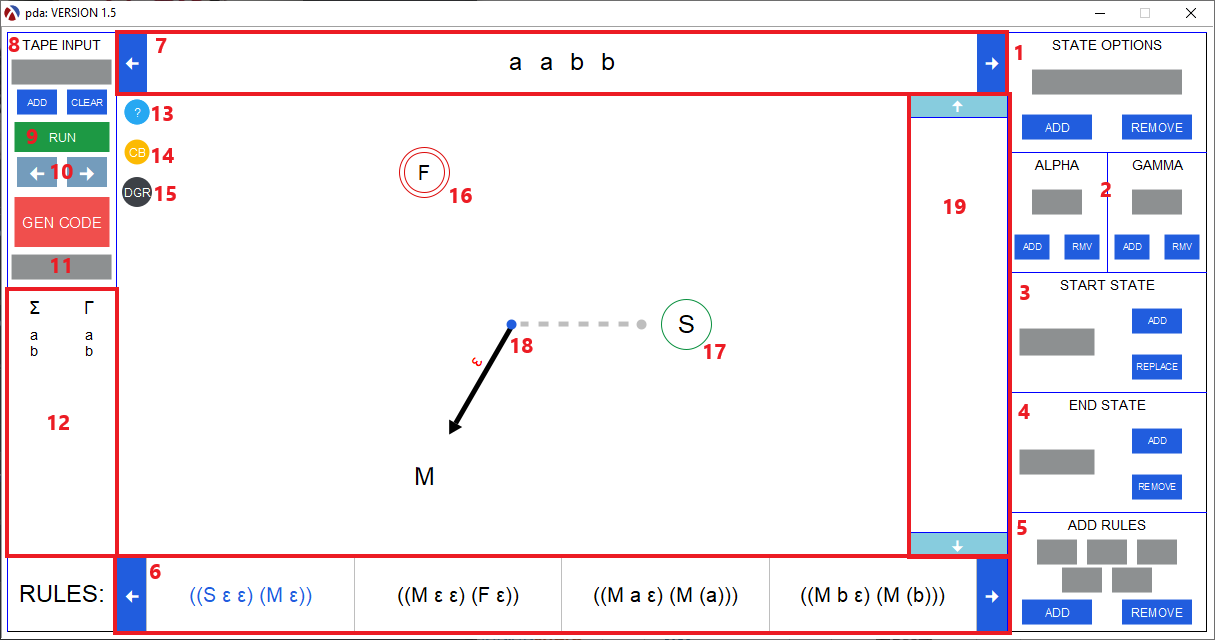 pda: VERSION 1.5
8 TAPE INPUT
ADD CLEAR
9 RUN
10
GEN CODE
11
Σ Γ
a a
b b
12
7
a a b b
? 13
CB 14
DGR 15
F
16
S
17
18
ε
M
19
1 STATE OPTIONS
ADD REMOVE
ALPHA GAMMA
2
ADD RMV ADD RMV
3 START STATE
ADD
REPLACE
4 END STATE
ADD
REMOVE
5 ADD RULES
ADD REMOVE
RULES:
6
((S ε ε) (M ε)) ((M ε ε) (F ε)) ((M a ε) (M (a))) ((M b ε) (M (b)))